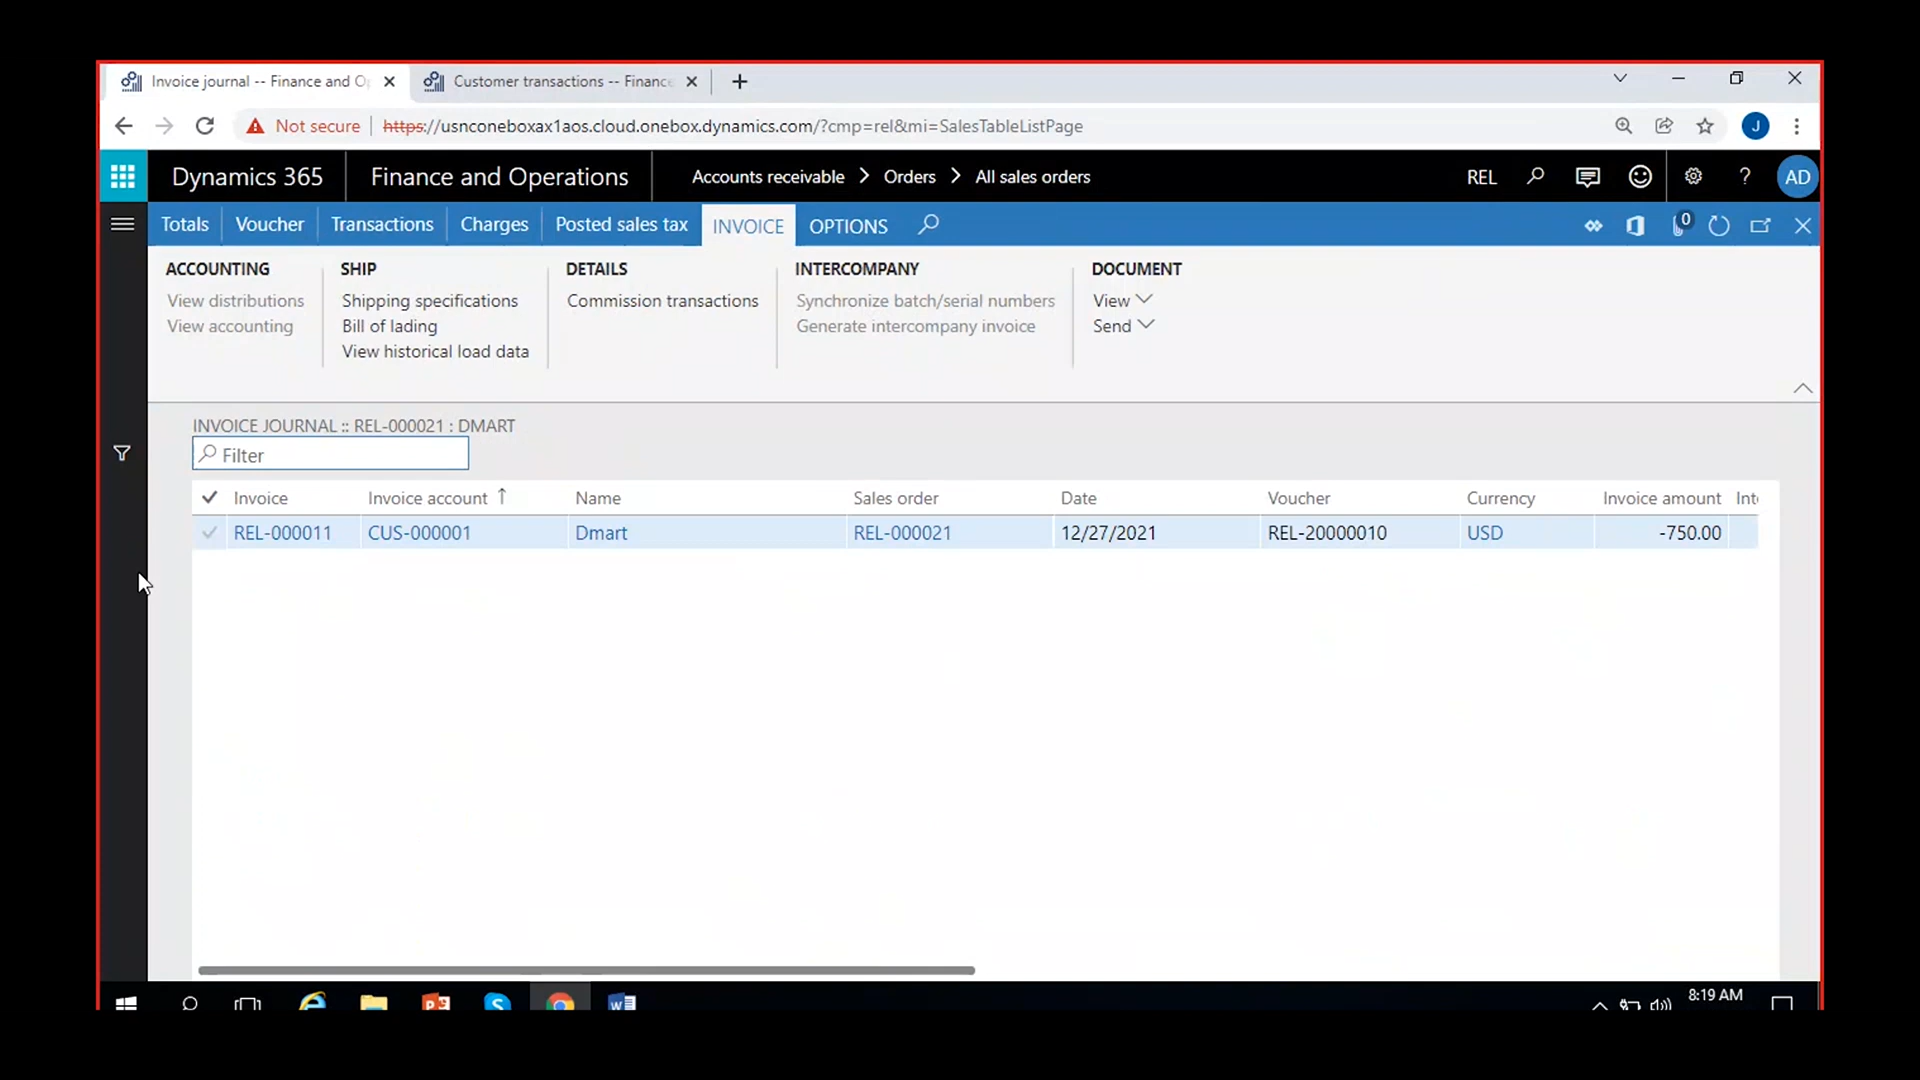 Invoice journal -- Finance and O
Customer transactions -- Finance
Not secure https://usnconeboxax1aos.cloud.onebox.dynamics.com/?cmp=rel&mi=SalesTableListPage
J
Dynamics 365 Finance and Operations Accounts receivable > Orders > All sales orders REL ? AD
Totals Voucher Transactions Charges Posted sales tax INVOICE OPTIONS 0
ACCOUNTING SHIP DETAILS INTERCOMPANY DOCUMENT
View distributions Shipping specifications Commission transactions Synchronize batch/serial numbers View
View accounting Bill of lading Generate intercompany invoice Send
View historical load data
INVOICE JOURNAL :: REL-000021 : DMART
Filter
Invoice Invoice account ↑ Name Sales order Date Voucher Currency Invoice amount Int
REL-000011 CUS-000001 Dmart REL-000021 12/27/2021 REL-20000010 USD -750.00
8:19 AM